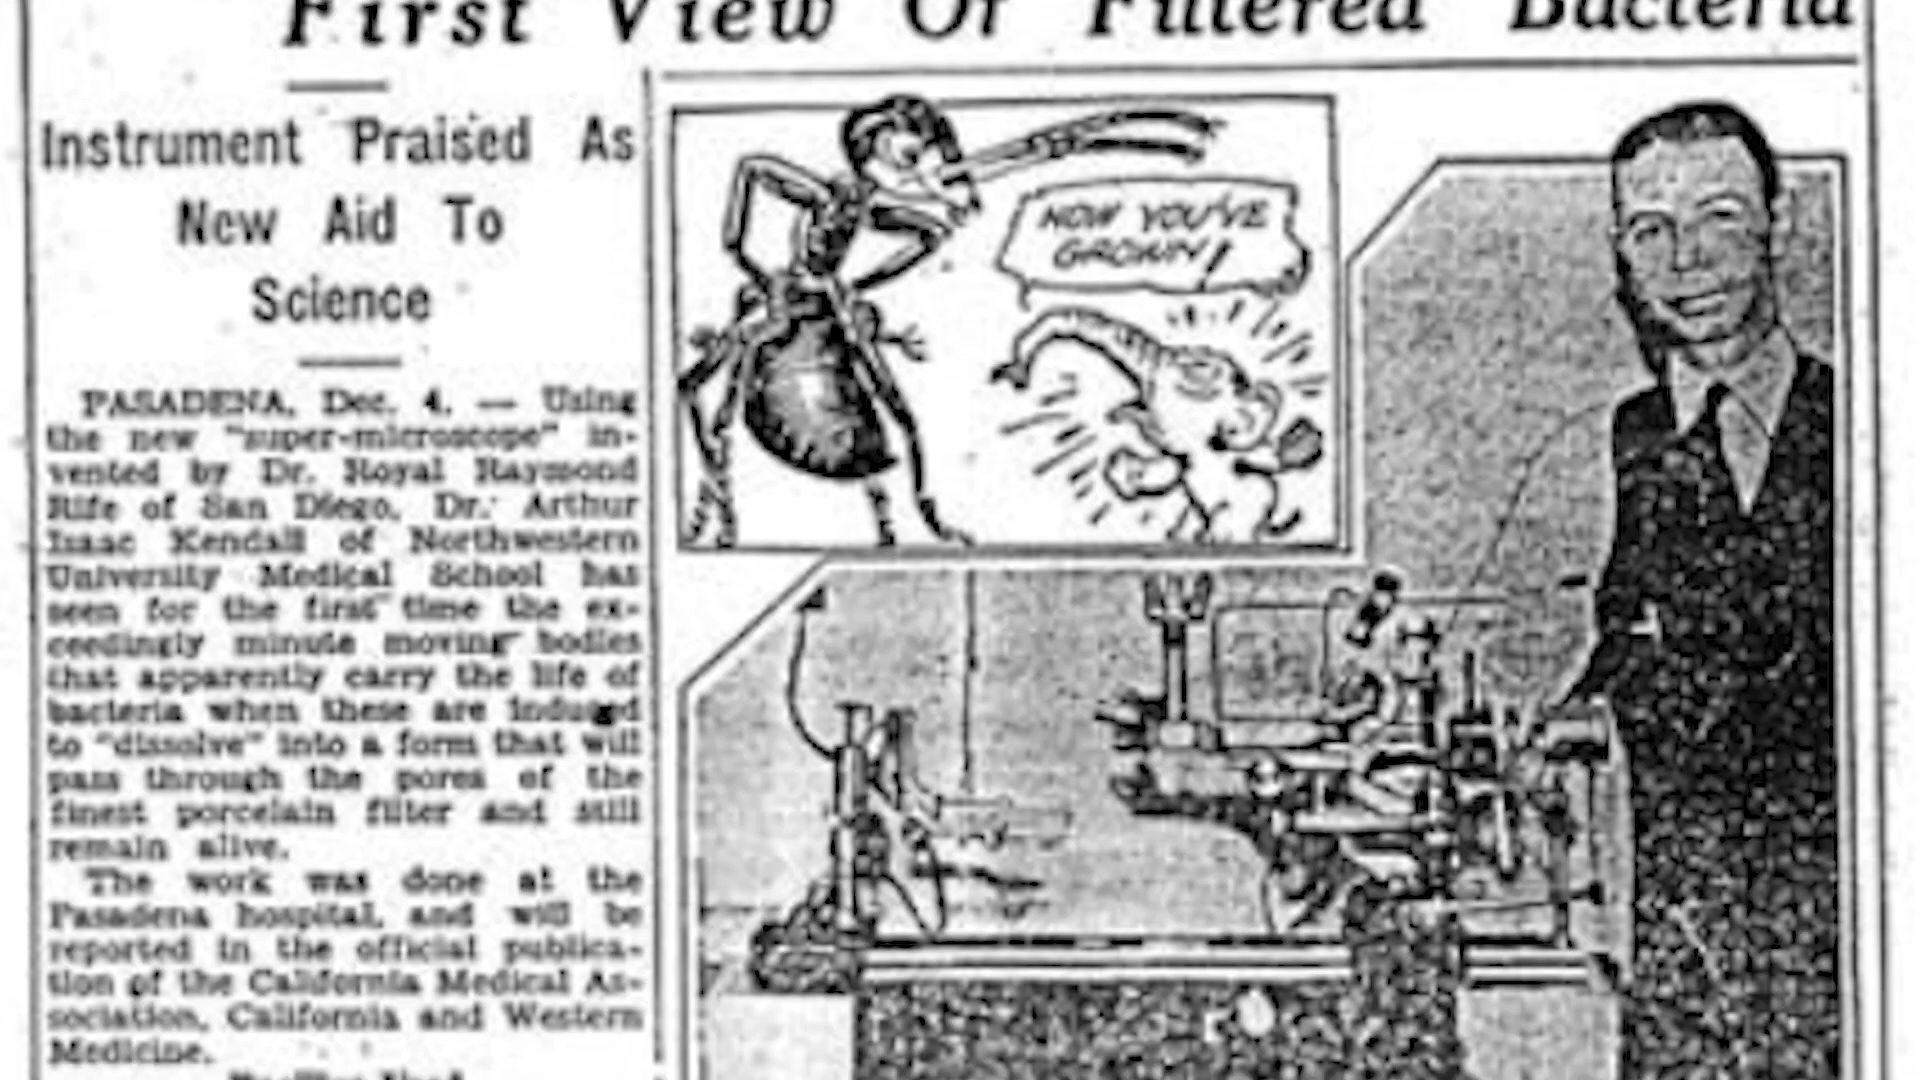 First View Of Filtered Bacteria
Instrument Praised As
New Aid To
Science
HOW YOU'VE
GROWN!
PASADENA, Dec. 4. — Using
the new "super-microscope" in-
vented by Dr. Royal Raymond
Rife of San Diego, Dr. Arthur
Isaac Kendall of Northwestern
University Medical School has
seen for the first time the ex-
ceedingly minute moving bodies
that apparently carry the life of
bacteria when these are induced
to "dissolve" into a form that will
pass through the pores of the
finest porcelain filter and still
remain alive.
The work was done at the
Pasadena hospital, and will be
reported in the official publica-
tion of the California Medical As-
sociation, California and Western
Medicine.